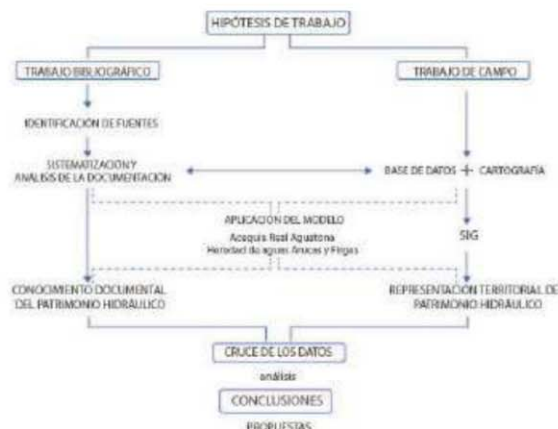 HIPÓTESIS DE TRABAJO
TRABAJO BIBLIOGRÁFICO
TRABAJO DE CAMPO
IDENTIFICACIÓN DE FUENTES
SISTEMATIZACIÓN Y
ANÁLISIS DE LA DOCUMENTACIÓN
BASE DE DATOS + CARTOGRAFÍA
APLICACIÓN DEL MODELO
Acequia Real Aguatona
Heredad de aguas Arucas y Firgas
SIG
CONOCIMIENTO DOCUMENTAL
DEL PATRIMONIO HIDRÁULICO
REPRESENTACIÓN TERRITORIAL DE
PATRIMONIO HIDRÁULICO
CRUCE DE LOS DATOS
análisis
CONCLUSIONES
PROPUESTAS